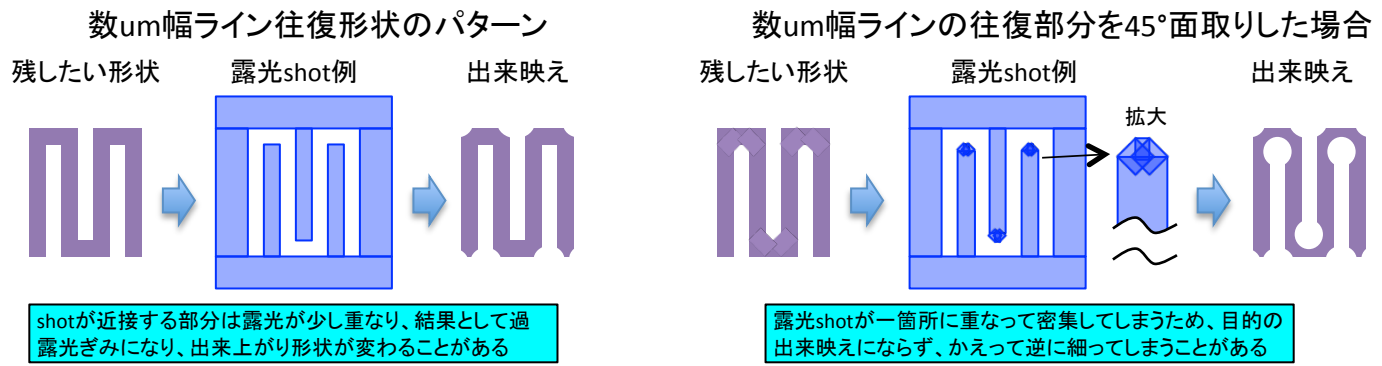 数um幅ライン往復形状のパターン
残したい形状
露光shot例
出来映え
shotが近接する部分は露光が少し重なり、結果として過
露光ぎみになり、出来上がり形状が変わることがある
数um幅ラインの往復部分を45°面取りした場合
残したい形状
露光shot例
拡大
出来映え
露光shotが一箇所に重なって密集してしまうため、目的の
出来映えにならず、かえって逆に細ってしまうことがある